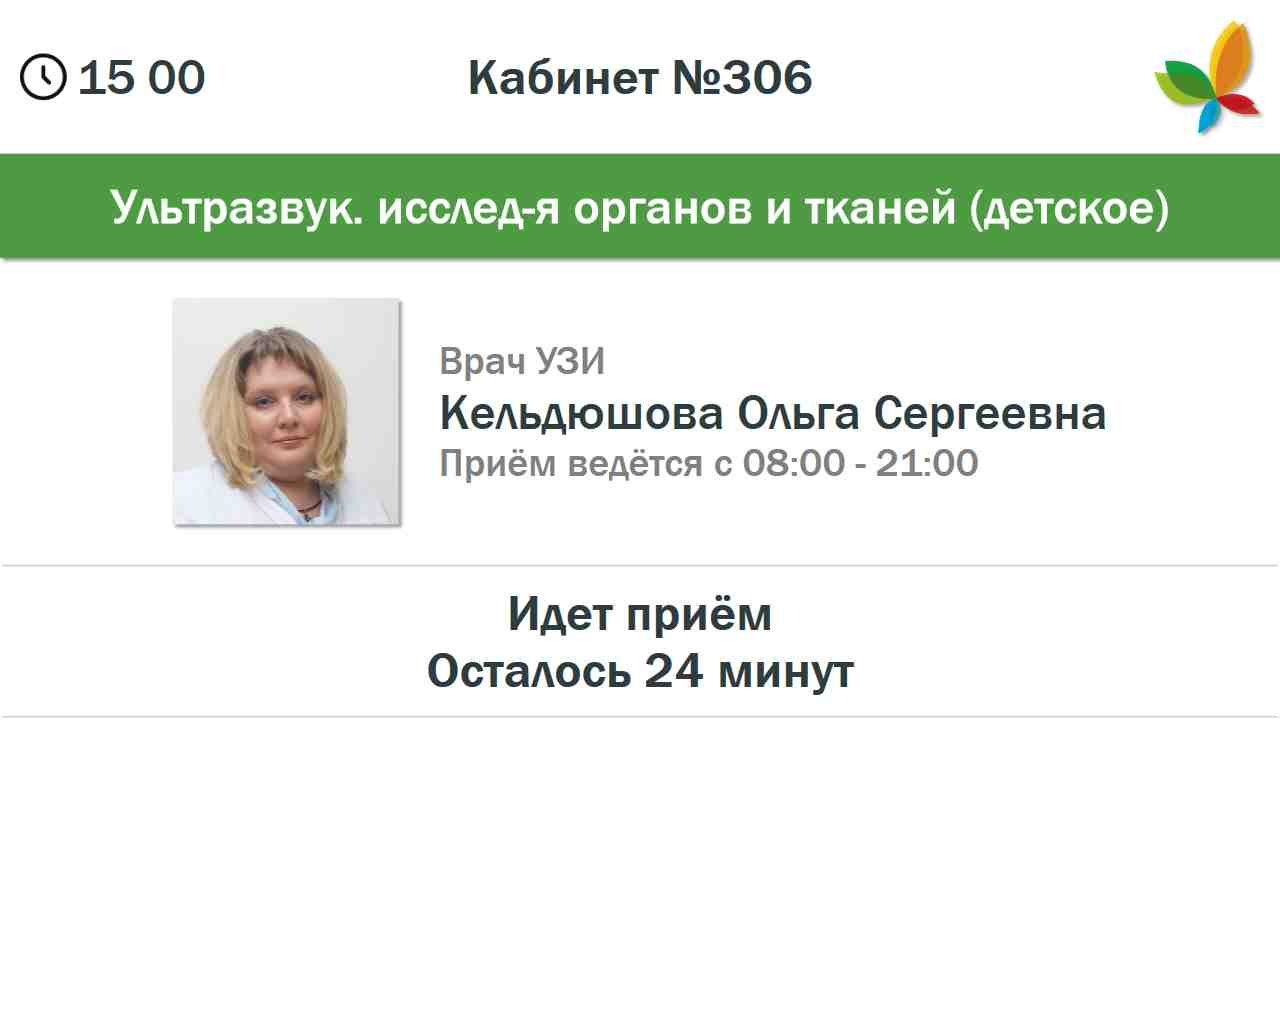 15 00
Кабинет №306
Ультразвук. исслед-я органов и тканей (детское)
Врач УЗИ
Кельдюшова Ольга Сергеевна
Приём ведётся с 08:00 - 21:00
Идет приём
Осталось 24 минут